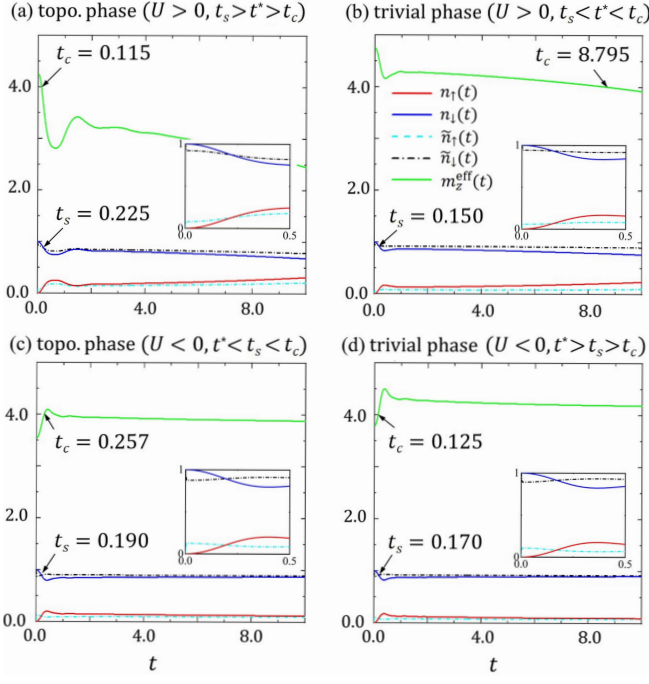 (a) topo. phase (U > 0, t_s > t* > t_c)
(b) trivial phase (U > 0, t_s < t* < t_c)
t_c = 0.115
t_c = 8.795
4.0
4.0
n↑(t)
n↓(t)
ñ↑(t)
ñ↓(t)
m_z^eff(t)
2.0
2.0
1
0
0.0
0.5
1
0
0.0
0.5
t_s = 0.225
t_s = 0.150
0.0
0.0
0.0
4.0
8.0
0.0
4.0
8.0
(c) topo. phase (U < 0, t* < t_s < t_c)
(d) trivial phase (U < 0, t* > t_s > t_c)
4.0
4.0
t_c = 0.257
t_c = 0.125
2.0
2.0
1
0
0.0
0.5
1
0
0.0
0.5
t_s = 0.190
t_s = 0.170
0.0
0.0
0.0
4.0
8.0
0.0
4.0
8.0
t
t